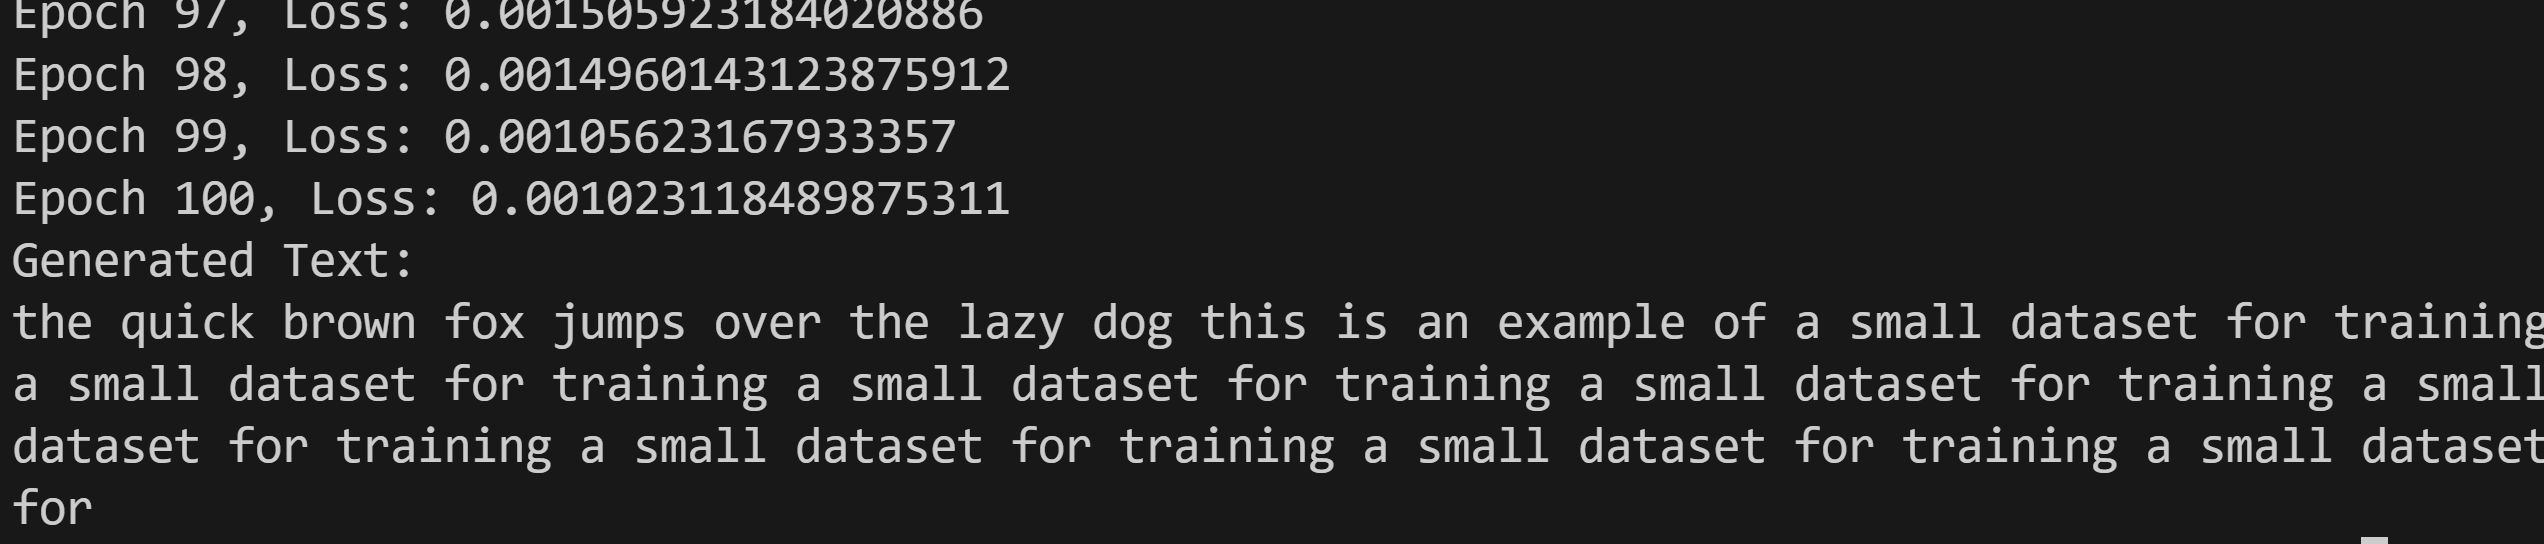 Epoch 97, Loss: 0.001505923184020886
Epoch 98, Loss: 0.0014960143123875912
Epoch 99, Loss: 0.00105623167933357
Epoch 100, Loss: 0.001023118489875311
Generated Text:
the quick brown fox jumps over the lazy dog this is an example of a small dataset for training
a small dataset for training a small dataset for training a small dataset for training a small
dataset for training a small dataset for training a small dataset for training a small dataset
for